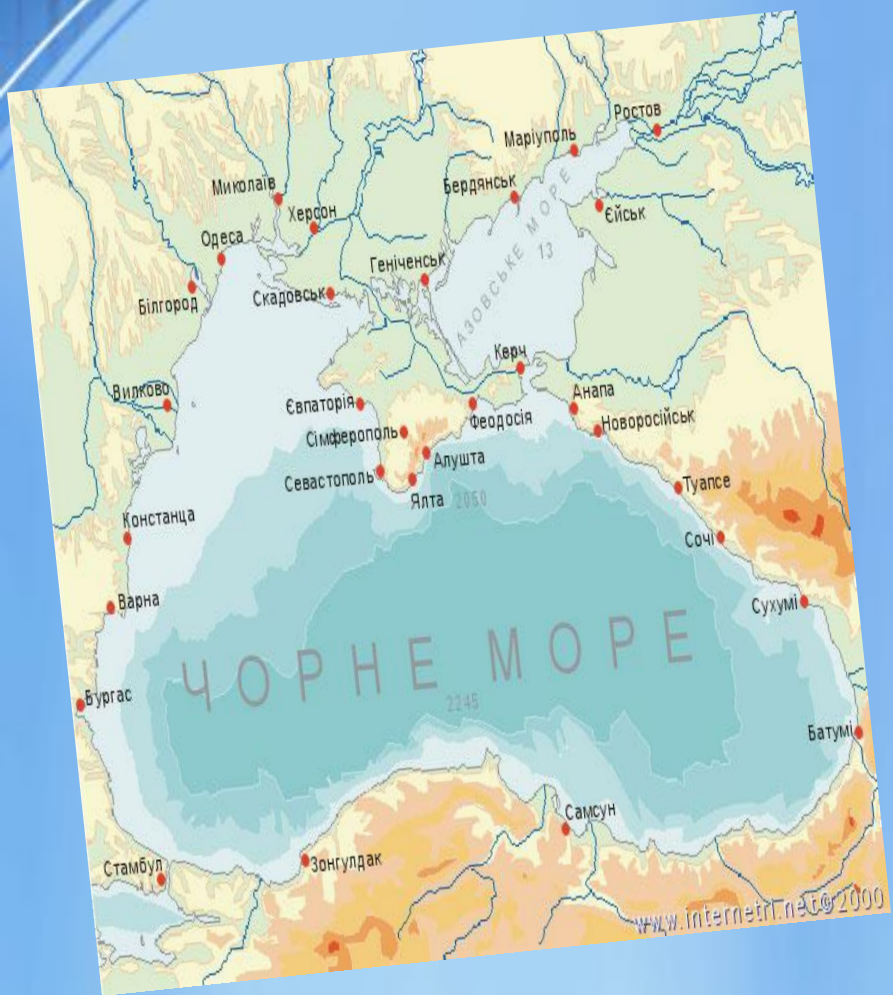 Ростов
Маріуполь
Миколаїв
Бердянськ
Херсон
Єйськ
Одеса
Геніченськ
АЗОВСЬКЕ МОРЕ
13
Білгород
Скадовськ
Керч
Вилково
Євпаторія
Анапа
Феодосія
Новоросійськ
Сімферополь
Алушта
Севастополь
Ялта
2050
Туапсе
Констанца
Сочі
Варна
Сухумі
ЧОРНЕ МОРЕ
Бургас
2245
Батумі
Самсун
Стамбул
Зонгулдак
www.internetri.net©2000